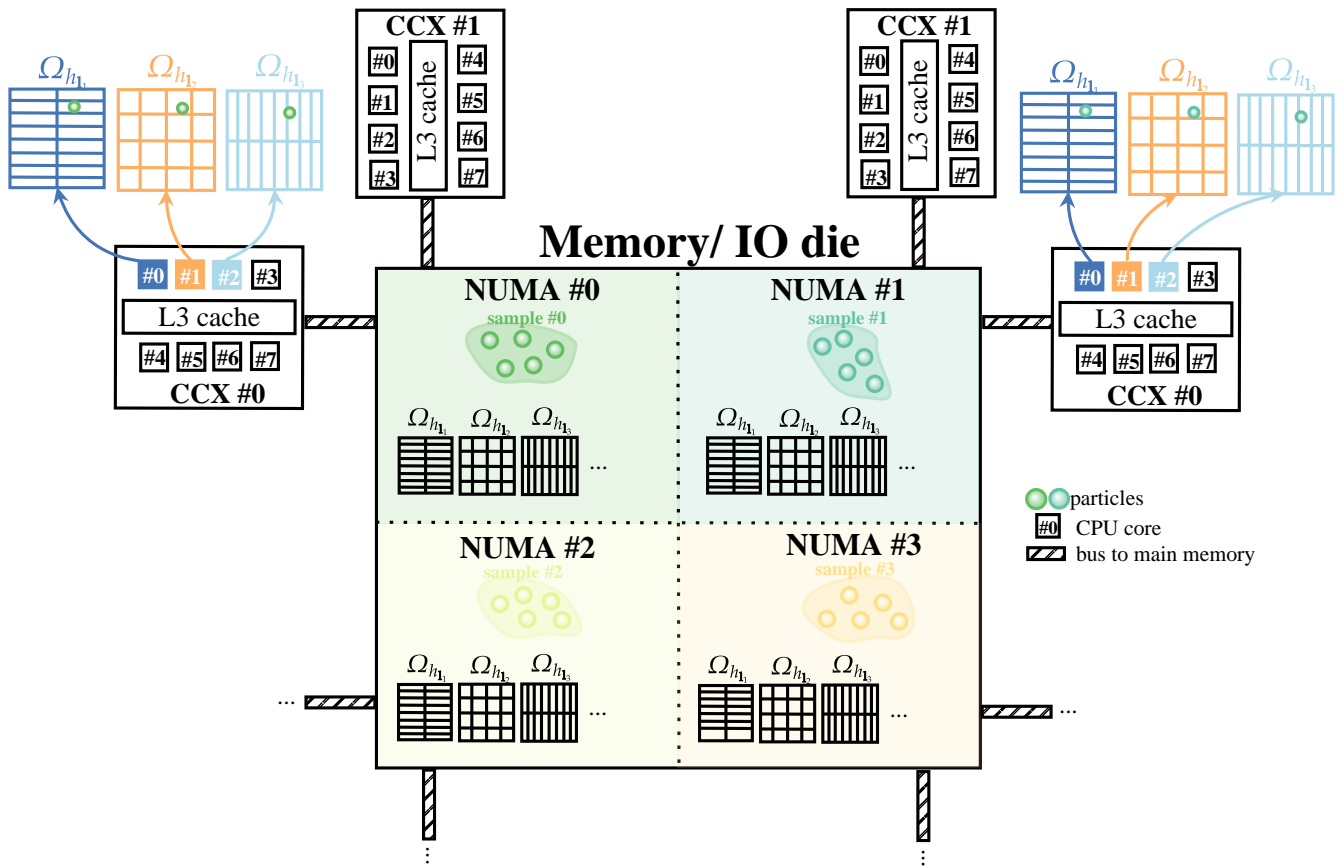 CCX #1
#0
#1
#2
#3
L3 cache
#4
#5
#6
#7
CCX #1
#0
#1
#2
#3
L3 cache
#4
#5
#6
#7
Ωh₁₁
Ωh₁₂
Ωh₁₃
Ωh₁₁
Ωh₁₂
Ωh₁₃
#0 #1 #2 #3
L3 cache
#4 #5 #6 #7
CCX #0
Memory/ IO die
#0 #1 #2 #3
L3 cache
#4 #5 #6 #7
CCX #0
NUMA #0
sample #0
Ωh₁₁ Ωh₁₂ Ωh₁₃
...
NUMA #1
sample #1
Ωh₁₁ Ωh₁₂ Ωh₁₃
...
NUMA #2
sample #2
Ωh₁₁ Ωh₁₂ Ωh₁₃
...
NUMA #3
sample #3
Ωh₁₁ Ωh₁₂ Ωh₁₃
...
particles
#0 CPU core
bus to main memory
...
...
...
...